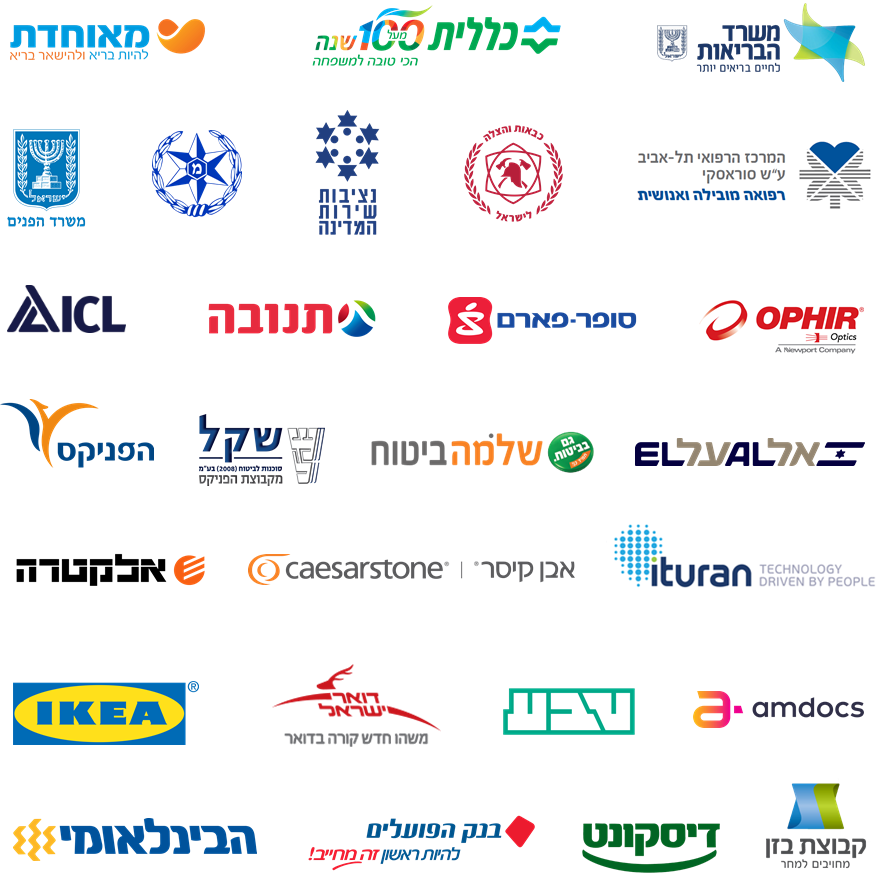 משרד
הבריאות
לחיים בריאים יותר
כללית מעל 100 שנה
הכי טובה למשפחה
מאוחדת
להיות בריא ולהישאר בריא
המרכז הרפואי תל-אביב
ע״ש סוראסקי
רפואה מובילה ואנושית
כבאות והצלה
לישראל
נציבות
שירות
המדינה
מ
ישראל
משרד הפנים
OPHIR®
Optics
A Newport Company
סופר-פארם
תנובה
ICL
EL אל על AL
גם
בביטוח.
שלמה ביטוח
שקל
סוכנות לביטוח (2008) בע"מ
מקבוצת הפניקס
הפניקס
ituran
TECHNOLOGY
DRIVEN BY PEOPLE
caesarstone® | אבן קיסר®
אלקטרה
amdocs
טבע
דואר
ישראל
משהו חדש קורה בדואר
IKEA®
קבוצת בזן
מחויבים למחר
דיסקונט
בנק הפועלים
להיות ראשון זה מחייב!
הבינלאומי